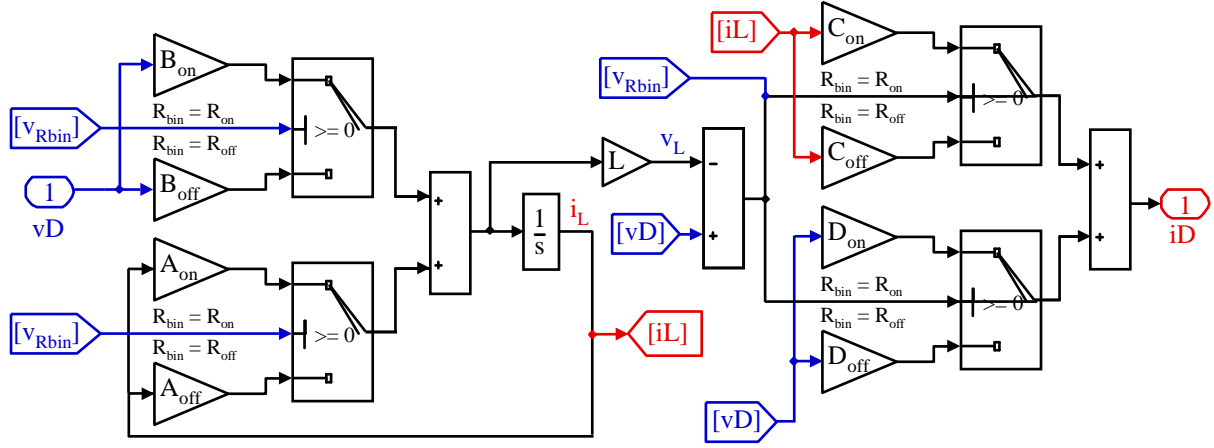 B_on
[v_Rbin]
R_bin = R_on
>= 0
R_bin = R_off
B_off
1
vD
A_on
[v_Rbin]
R_bin = R_on
>= 0
R_bin = R_off
A_off
+
+
1
s
i_L
[iL]
L
v_L
[vD]
-
+
[iL]
[v_Rbin]
C_on
R_bin = R_on
>= 0
R_bin = R_off
C_off
D_on
R_bin = R_on
>= 0
R_bin = R_off
D_off
[vD]
+
+
1
iD